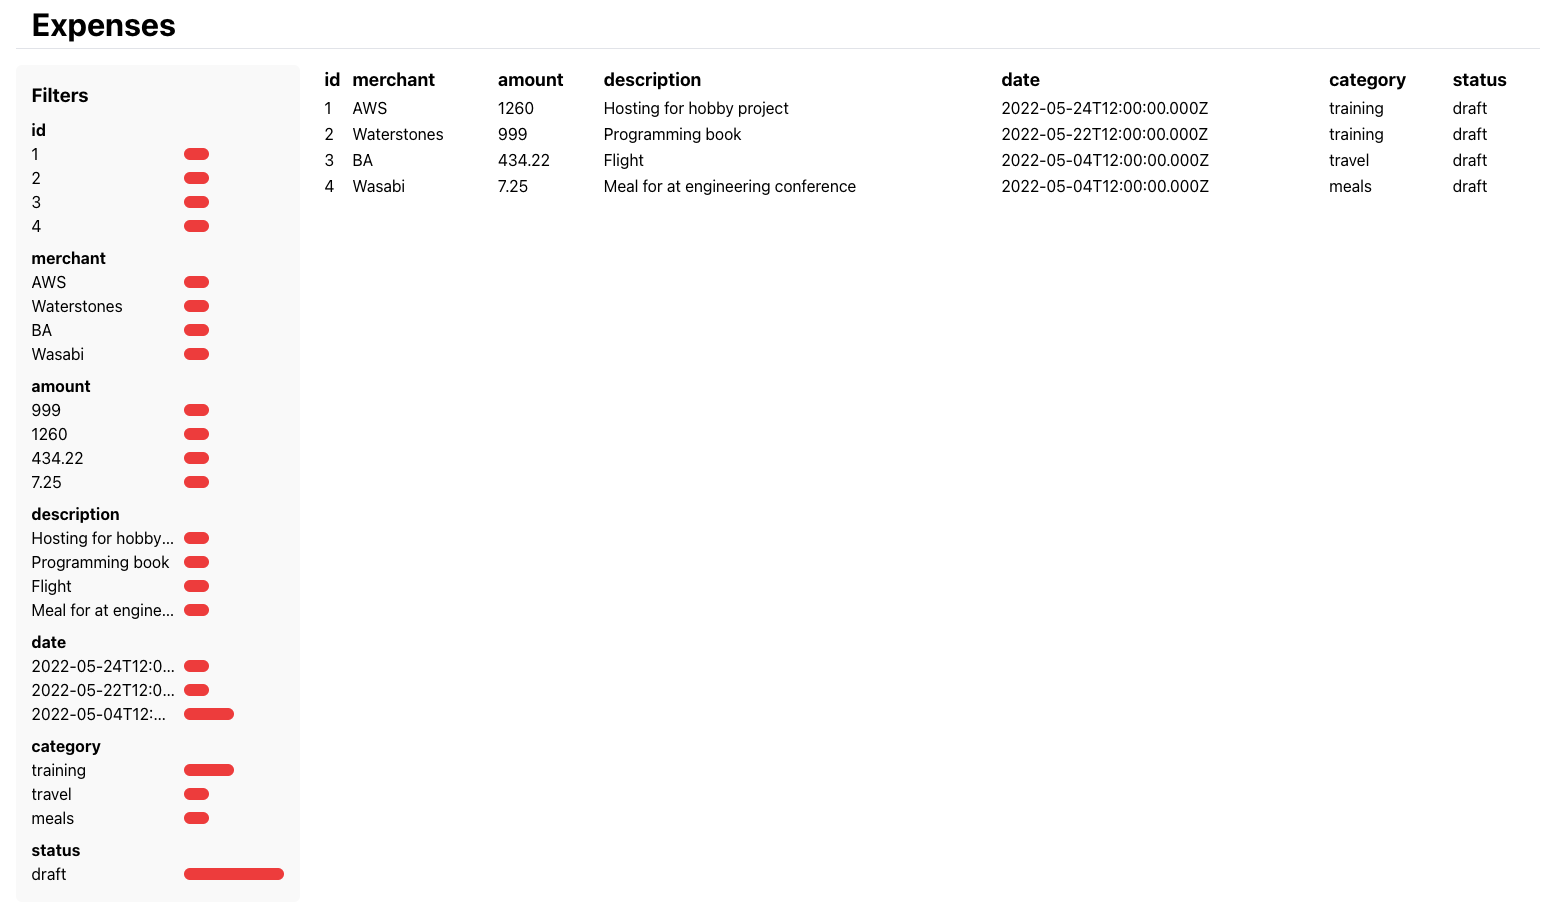 Expenses
Filters
id
1
2
3
4
merchant
AWS
Waterstones
BA
Wasabi
amount
999
1260
434.22
7.25
description
Hosting for hobby...
Programming book
Flight
Meal for at engine...
date
2022-05-24T12:0...
2022-05-22T12:0...
2022-05-04T12:...
category
training
travel
meals
status
draft
id merchant amount description date category status
1 AWS 1260 Hosting for hobby project 2022-05-24T12:00:00.000Z training draft
2 Waterstones 999 Programming book 2022-05-22T12:00:00.000Z training draft
3 BA 434.22 Flight 2022-05-04T12:00:00.000Z travel draft
4 Wasabi 7.25 Meal for at engineering conference 2022-05-04T12:00:00.000Z meals draft